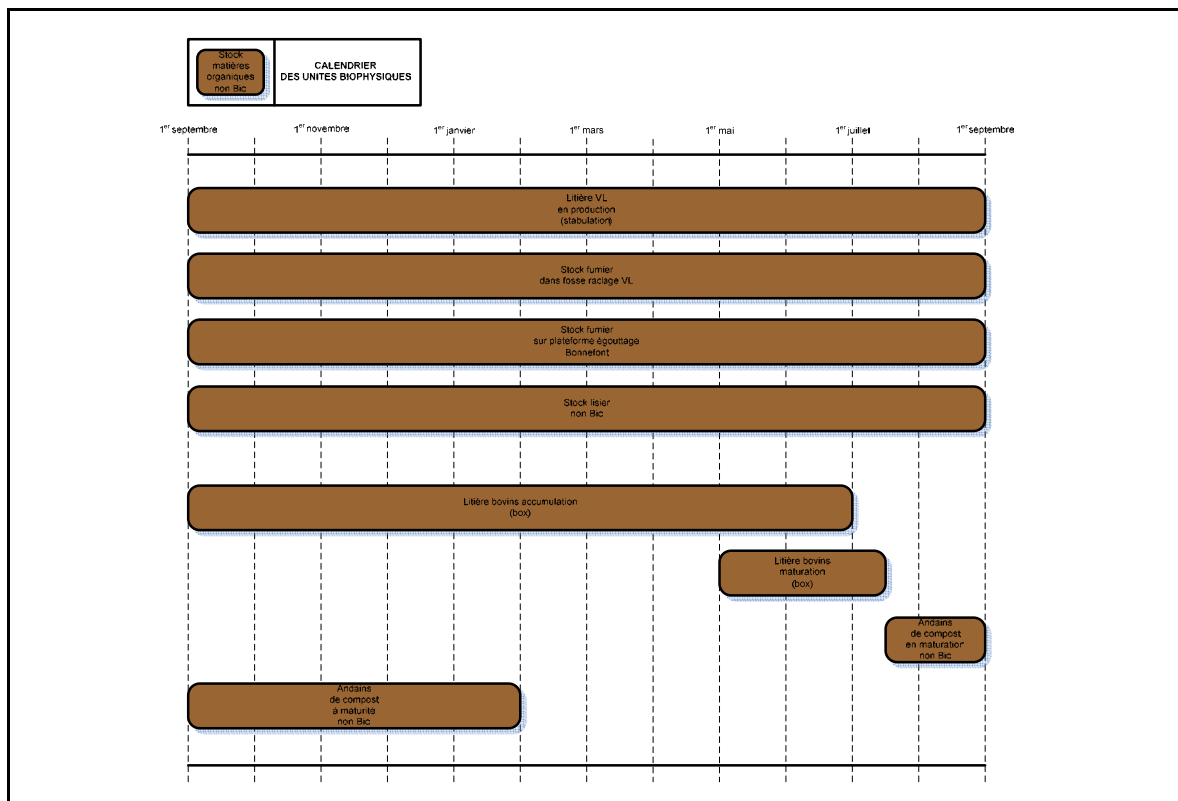 Stock
matières
organiques
non Bic
CALENDRIER
DES UNITES BIOPHYSIQUES
1er septembre
1er novembre
1er janvier
1er mars
1er mai
1er juillet
1er septembre
Litière VL
en production
(stabulation)
Stock fumier
dans fosse raclage VL
Stock fumier
sur plateforme égouttage
Bonnefont
Stock lisier
non Bic
Litière bovins accumulation
(box)
Litière bovins
maturation
(box)
Andains
de compost
en maturation
non Bic
Andains
de compost
à maturité
non Bic